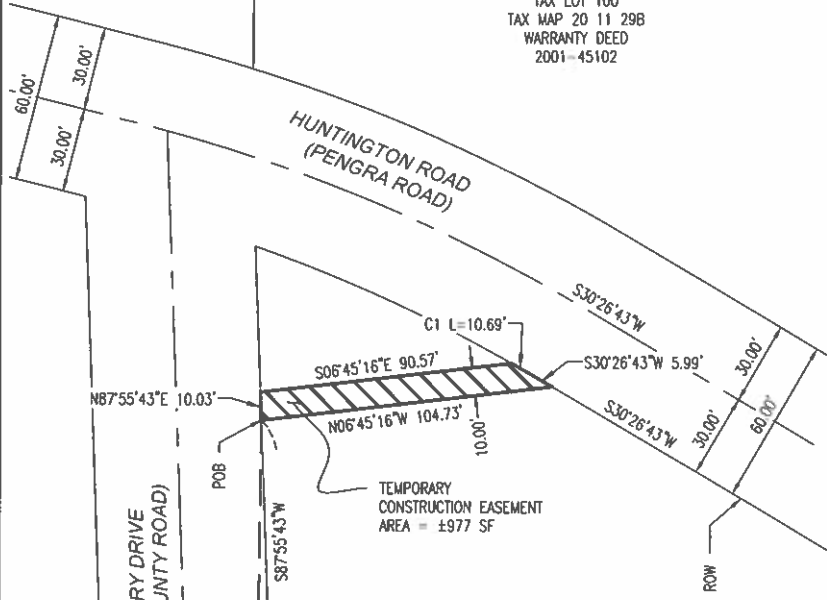 TAX LOT 100
TAX MAP 20 11 29B
WARRANTY DEED
2001-45102
60.00'
30.00'
30.00'
HUNTINGTON ROAD
(PENGRA ROAD)
S30°26'43"W
C1 L=10.69'
S06°45'16"E 90.57'
S30°26'43"W 5.99'
30.00'
N87°55'43"E 10.03'
N06°45'16"W 104.73'
S30°26'43"W
30.00'
60.00'
10.00'
POB
TEMPORARY
CONSTRUCTION EASEMENT
AREA = ±977 SF
S87°55'43"W
RY DRIVE
UNTY ROAD)
ROW